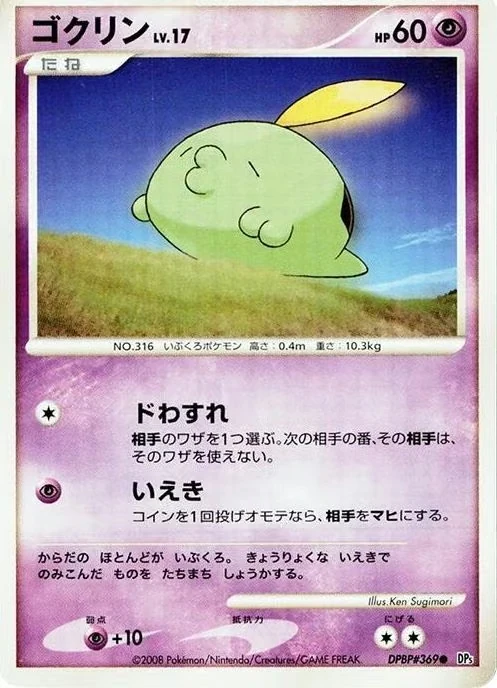 ゴクリン LV.17 HP60
たね
NO.316 いぶくろポケモン 高さ:0.4m 重さ:10.3kg
ドわすれ
相手のワザを1つ選ぶ。次の相手の番、その相手は、
そのワザを使えない。
いえき
コインを1回投げオモテなら、相手をマヒにする。
からだの ほとんどが いぶくろ。 きょうりょくな いえきで
のみこんだ ものを たちまち しょうかする。
Illus.Ken Sugimori
弱点 抵抗力 にげる
+10
©2008 Pokémon/Nintendo/Creatures/GAME FREAK. DPBP#369 DPs